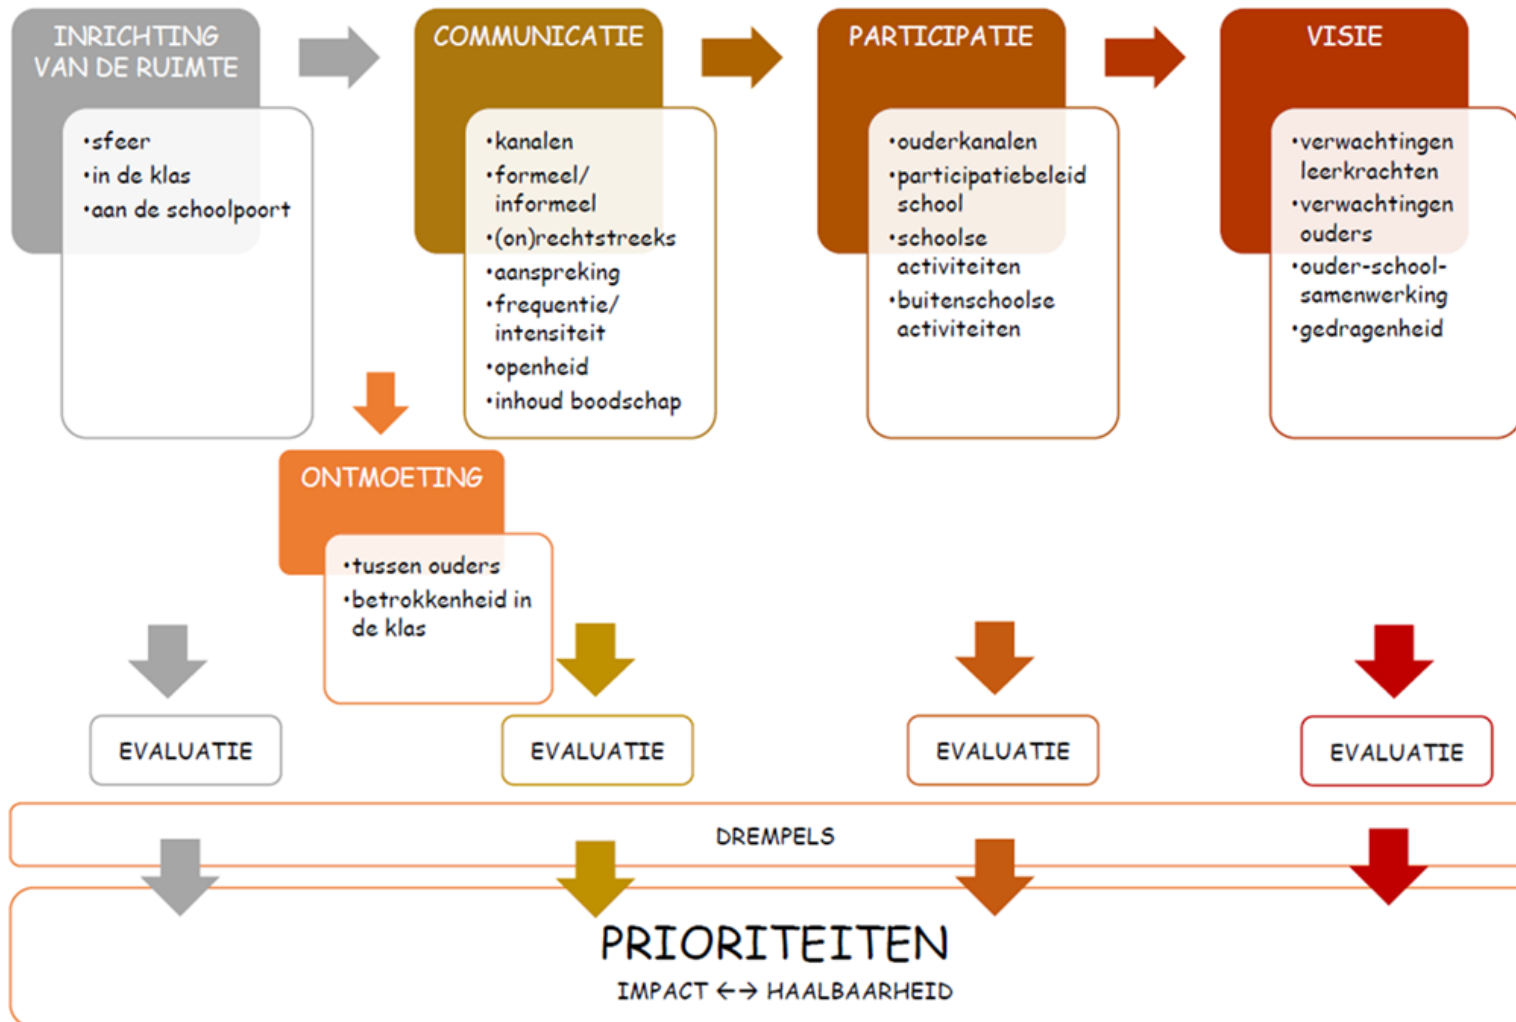 INRICHTING
VAN DE RUIMTE
•sfeer
•in de klas
•aan de schoolpoort
COMMUNICATIE
•kanalen
•formeel/
informeel
•(on)rechtstreeks
•aanspreking
•frequentie/
intensiteit
•openheid
•inhoud boodschap
PARTICIPATIE
•ouderkanalen
•participatiebeleid
school
•schoolse
activiteiten
•buitenschoolse
activiteiten
VISIE
•verwachtingen
leerkrachten
•verwachtingen
ouders
•ouder-school-
samenwerking
•gedragenheid
ONTMOETING
•tussen ouders
•betrokkenheid in
de klas
EVALUATIE
EVALUATIE
EVALUATIE
EVALUATIE
DREMPELS
PRIORITEITEN
IMPACT ←→ HAALBAARHEID